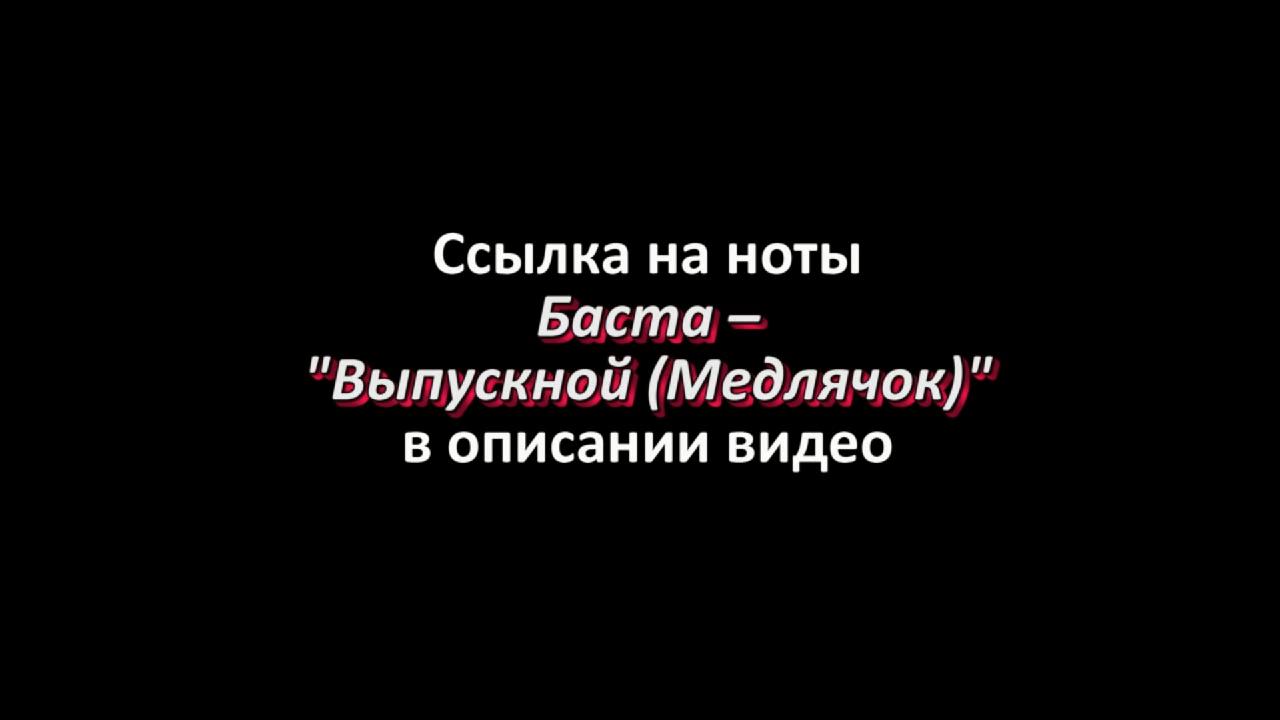 Ссылка на ноты
Баста –
"Выпускной (Медлячок)"
в описании видео